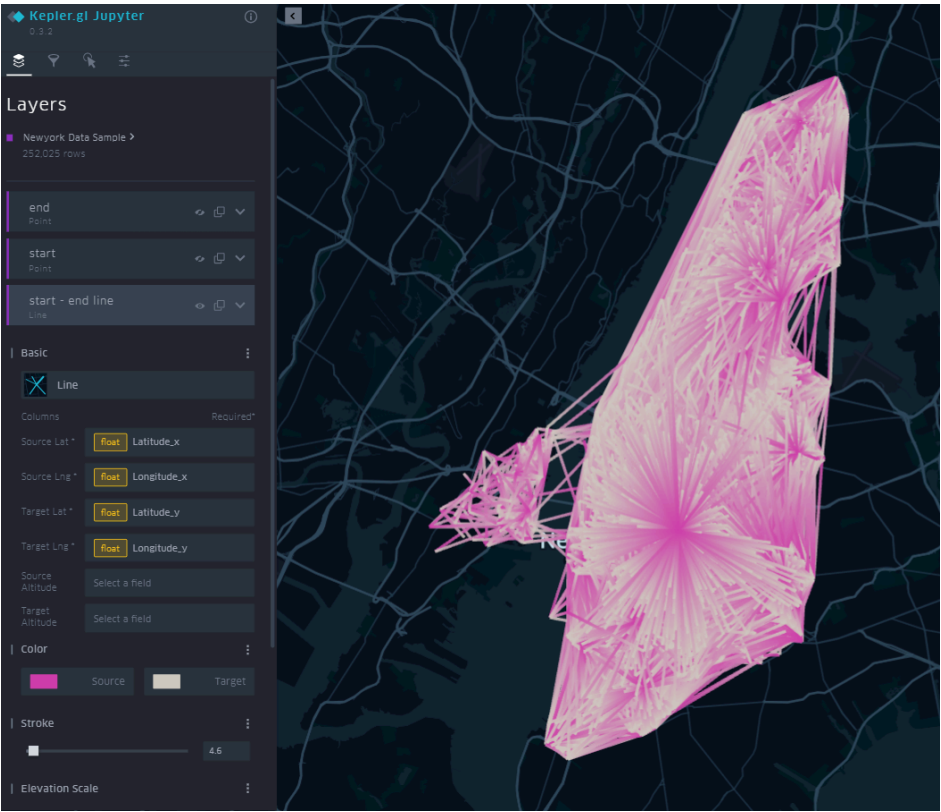 Kepler.gl Jupyter
0.3.2
Layers
Newyork Data Sample
252,025 rows
end
Point
start
Point
start - end line
Line
Basic
Line
Columns Required*
Source Lat * float Latitude_x
Source Lng * float Longitude_x
Target Lat * float Latitude_y
Target Lng * float Longitude_y
Source
Altitude
Select a field
Target
Altitude
Select a field
Color
Source Target
Stroke
4.6
Elevation Scale